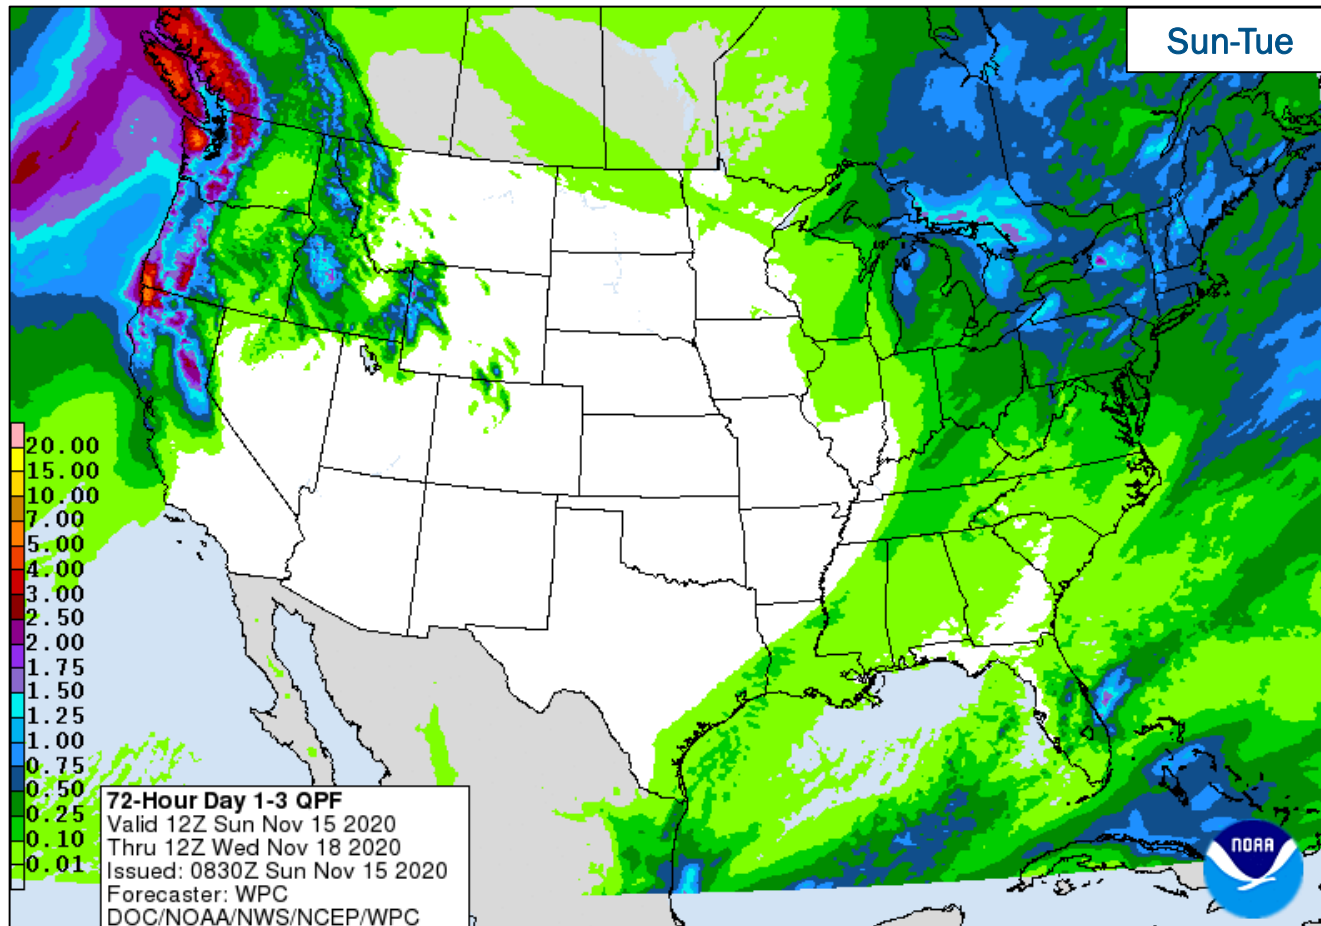 Sun-Tue
20.00
15.00
10.00
7.00
5.00
4.00
3.00
2.50
2.00
1.75
1.50
1.25
1.00
0.75
0.50
0.25
0.10
0.01
72-Hour Day 1-3 QPF
Valid 12Z Sun Nov 15 2020
Thru 12Z Wed Nov 18 2020
Issued: 0830Z Sun Nov 15 2020
Forecaster: WPC
DOC/NOAA/NWS/NCEP/WPC
NOAA